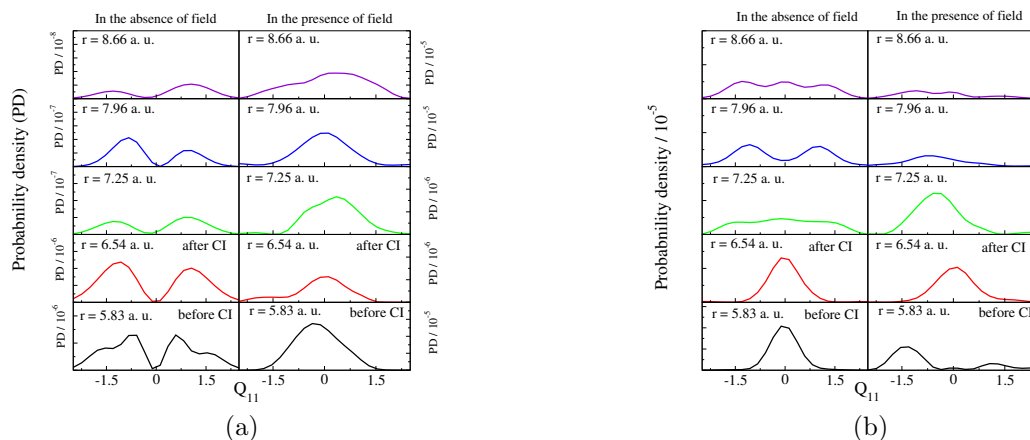 In the absence of field
In the presence of field
r = 8.66 a. u.
r = 8.66 a. u.
r = 7.96 a. u.
r = 7.96 a. u.
r = 7.25 a. u.
r = 7.25 a. u.
r = 6.54 a. u.
after CI
r = 6.54 a. u.
after CI
r = 5.83 a. u.
before CI
r = 5.83 a. u.
before CI
Probability density (PD)
PD / 10^-8
PD / 10^-7
PD / 10^-7
PD / 10^-6
PD / 10^-6
PD / 10^-5
PD / 10^-5
PD / 10^-6
PD / 10^-6
PD / 10^-5
-1.5 0 1.5 -1.5 0 1.5
Q_11
(a)
In the absence of field
In the presence of field
r = 8.66 a. u.
r = 8.66 a. u.
r = 7.96 a. u.
r = 7.96 a. u.
r = 7.25 a. u.
r = 7.25 a. u.
r = 6.54 a. u.
after CI
r = 6.54 a. u.
after CI
r = 5.83 a. u.
before CI
r = 5.83 a. u.
before CI
Probability density / 10^-5
-1.5 0 1.5 -1.5 0 1.5
Q_11
(b)